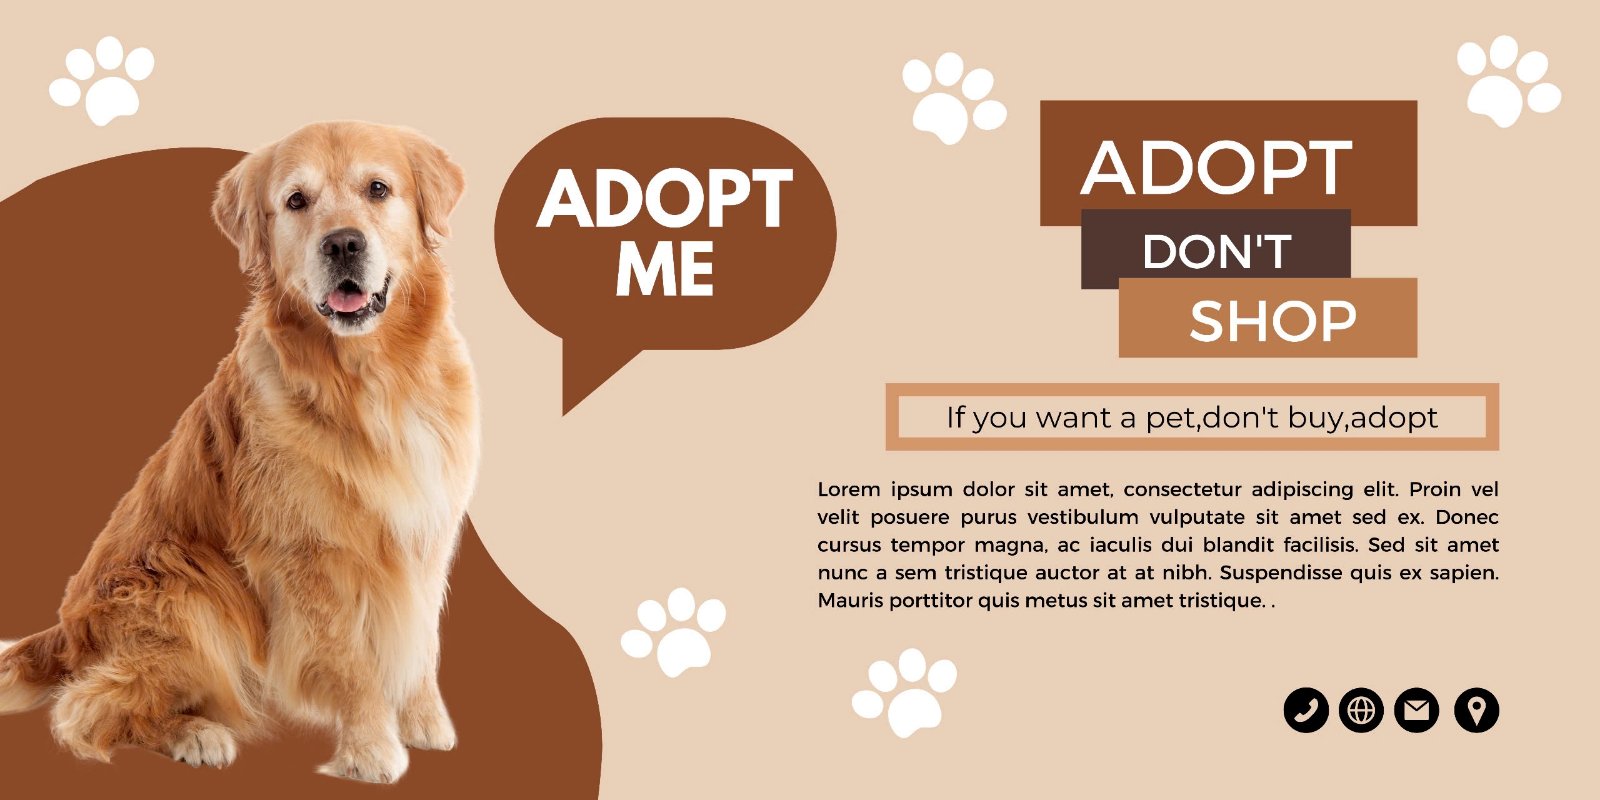 ADOPT
ME
ADOPT
DON'T
SHOP
If you want a pet,don't buy,adopt
Lorem ipsum dolor sit amet, consectetur adipiscing elit. Proin vel
velit posuere purus vestibulum vulputate sit amet sed ex. Donec
cursus tempor magna, ac iaculis dui blandit facilisis. Sed sit amet
nunc a sem tristique auctor at at nibh. Suspendisse quis ex sapien.
Mauris porttitor quis metus sit amet tristique. .